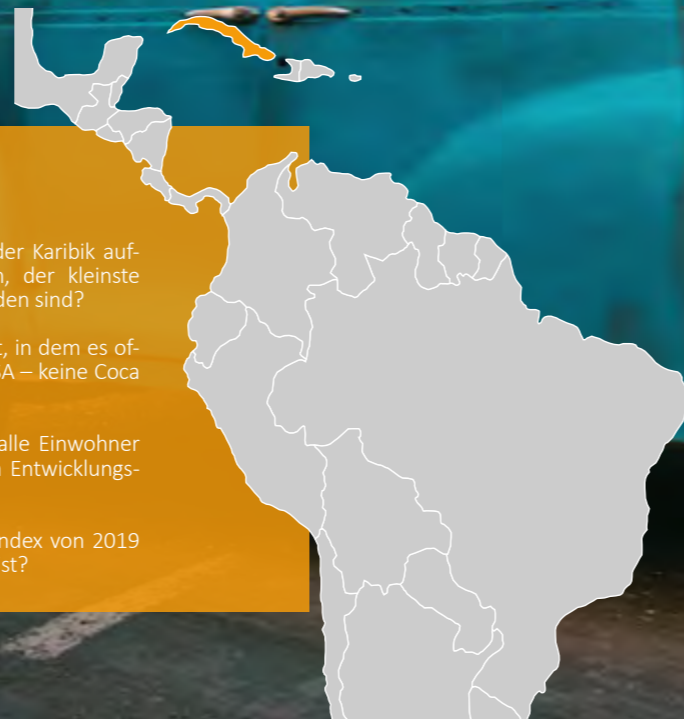 der Karibik auf-
n, der kleinste
den sind?
t, in dem es of-
SA – keine Coca
alle Einwohner
n Entwicklungs-
ndex von 2019
st?